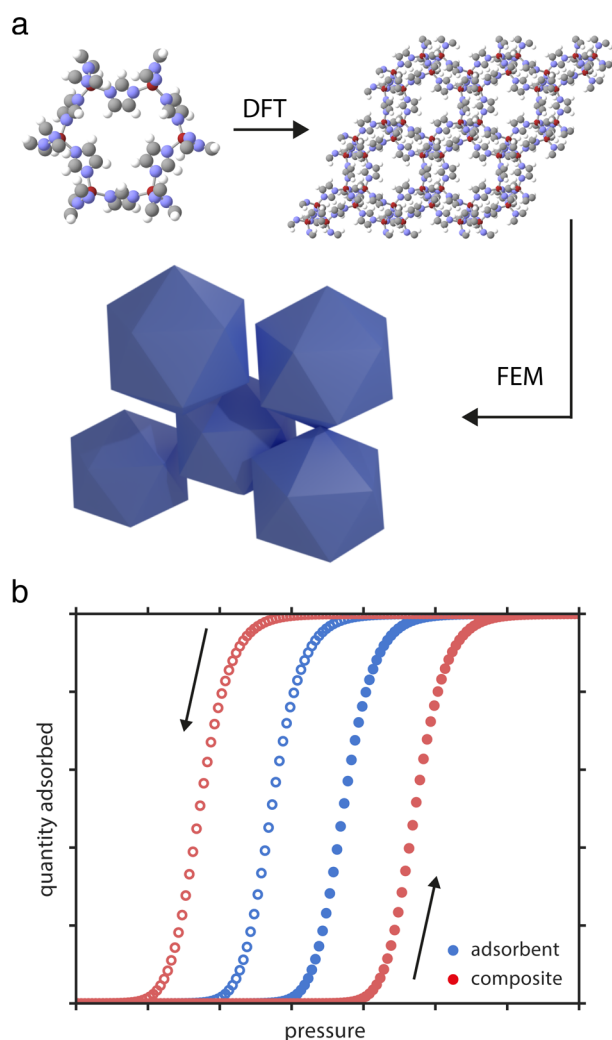 a
DFT
FEM
b
quantity adsorbed
adsorbent
composite
pressure